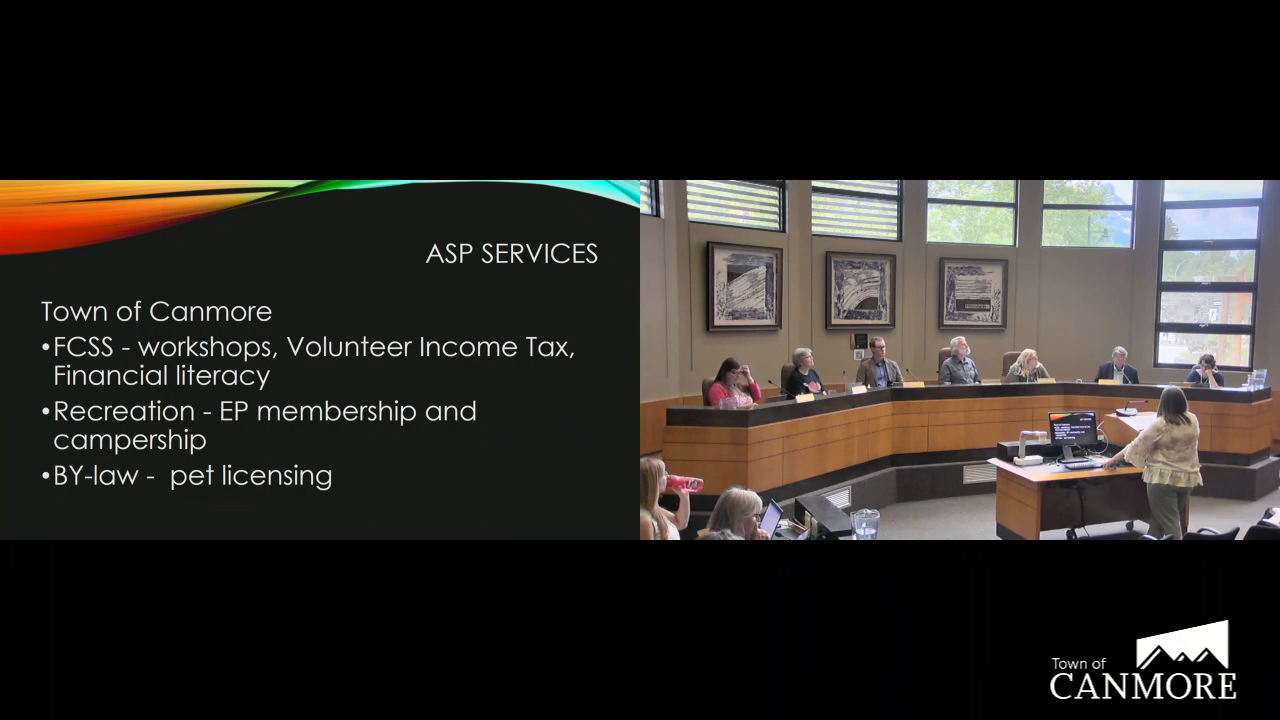 ASP SERVICES
Town of Canmore
•FCSS - workshops, Volunteer Income Tax,
Financial literacy
•Recreation - EP membership and
campership
•BY-law - pet licensing
Town of
CANMORE